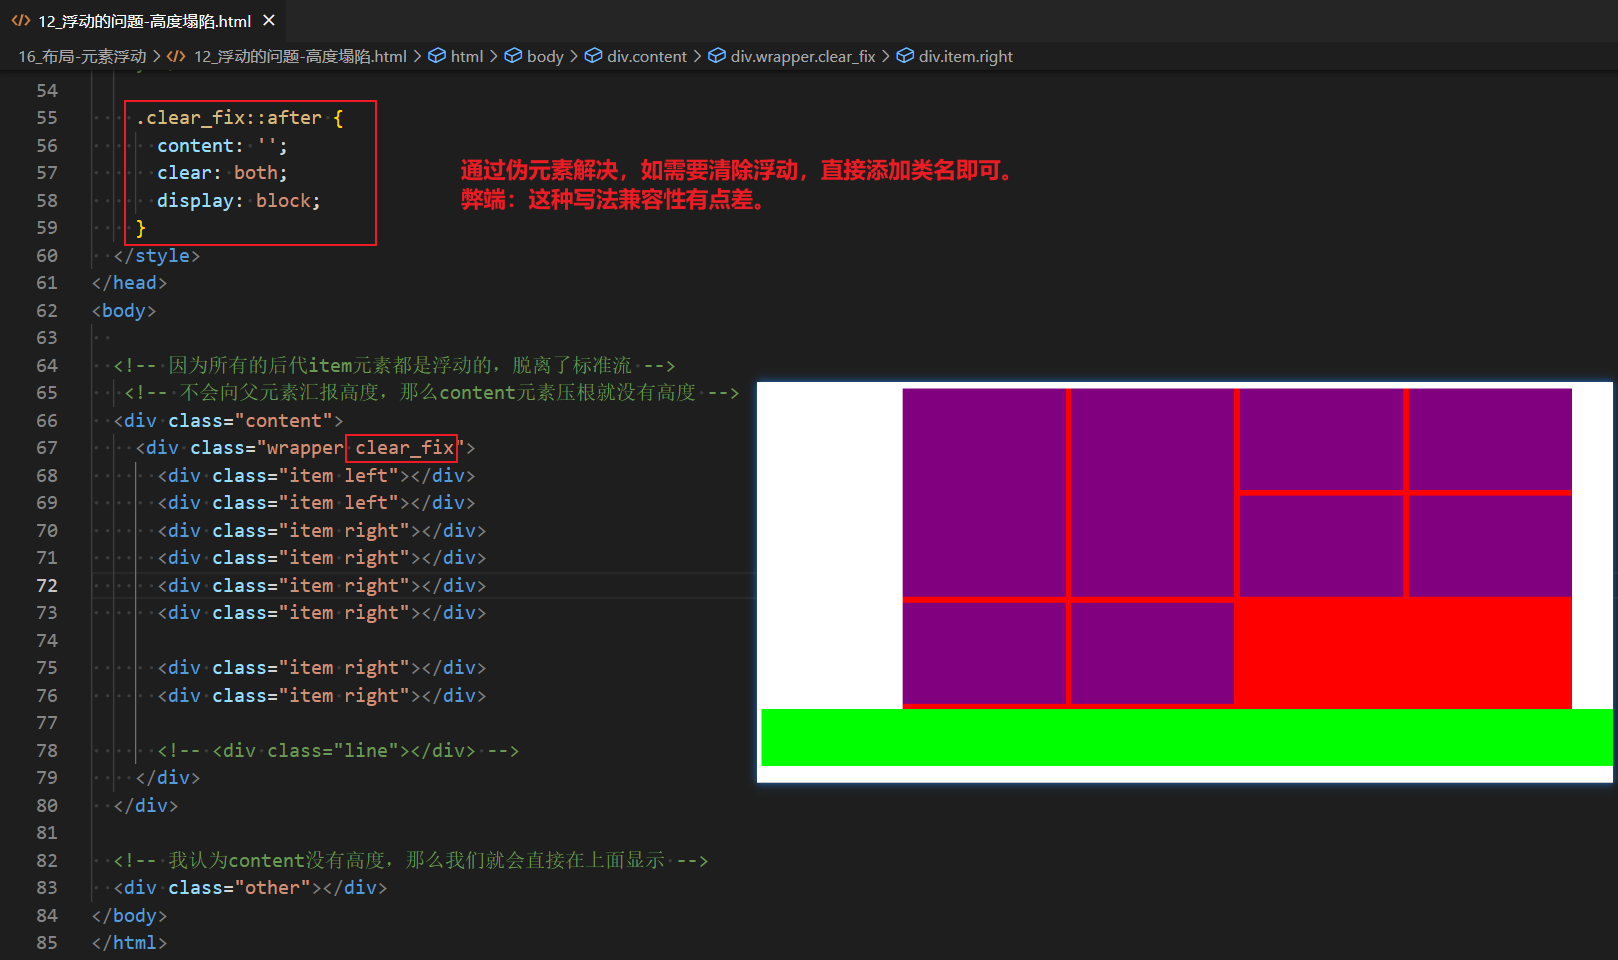 12_浮动的问题-高度塌陷.html ×
16_布局-元素浮动 > 12_浮动的问题-高度塌陷.html > html > body > div.content > div.wrapper.clear_fix > div.item.right
54
55 .clear_fix::after {
56 content: '';
57 clear: both;
58 display: block;
59 }
通过伪元素解决，如需要清除浮动，直接添加类名即可。
弊端：这种写法兼容性有点差。
60 </style>
61 </head>
62 <body>
63
64 <!-- 因为所有的后代item元素都是浮动的，脱离了标准流 -->
65 <!-- 不会向父元素汇报高度，那么content元素压根就没有高度 -->
66 <div class="content">
67 <div class="wrapper clear_fix">
68 <div class="item left"></div>
69 <div class="item left"></div>
70 <div class="item right"></div>
71 <div class="item right"></div>
72 <div class="item right"></div>
73 <div class="item right"></div>
74
75 <div class="item right"></div>
76 <div class="item right"></div>
77
78 <!-- <div class="line"></div> -->
79 </div>
80 </div>
81
82 <!-- 我认为content没有高度，那么我们就会直接在上面显示 -->
83 <div class="other"></div>
84 </body>
85 </html>